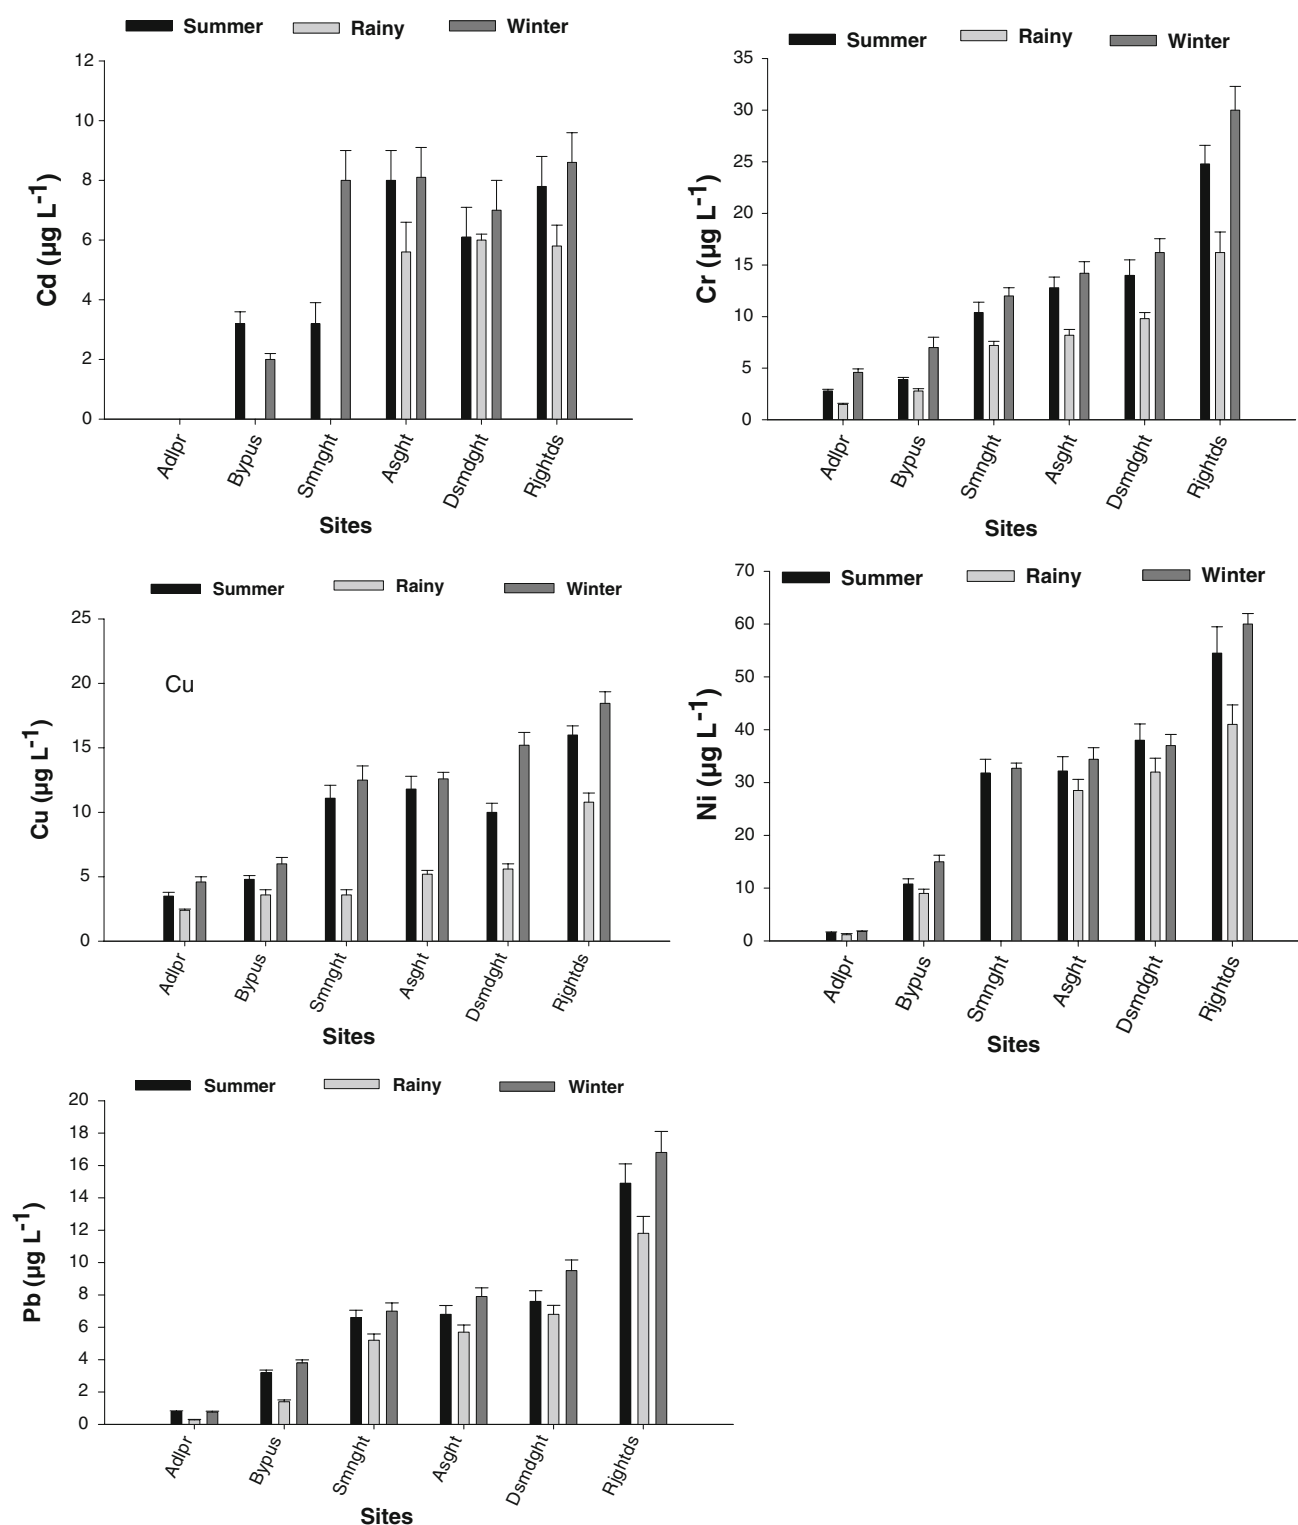 Summer Rainy Winter
12
10
8
6
4
2
0
Cd (µg L-1)
Adlpr Bypus Smnght Asght Dsmdght Rjghtds
Sites
Summer Rainy Winter
35
30
25
20
15
10
5
0
Cr (µg L-1)
Adlpr Bypus Smnght Asght Dsmdght Rjghtds
Sites
Summer Rainy Winter
25
20
15
10
5
0
Cu
Cu (µg L-1)
Adlpr Bypus Smnght Asght Dsmdght Rjghtds
Sites
Summer Rainy Winter
70
60
50
40
30
20
10
0
Ni (µg L-1)
Adlpr Bypus Smnght Asght Dsmdght Rjghtds
Sites
Summer Rainy Winter
20
18
16
14
12
10
8
6
4
2
0
Pb (µg L-1)
Adlpr Bypus Smnght Asght Dsmdght Rjghtds
Sites